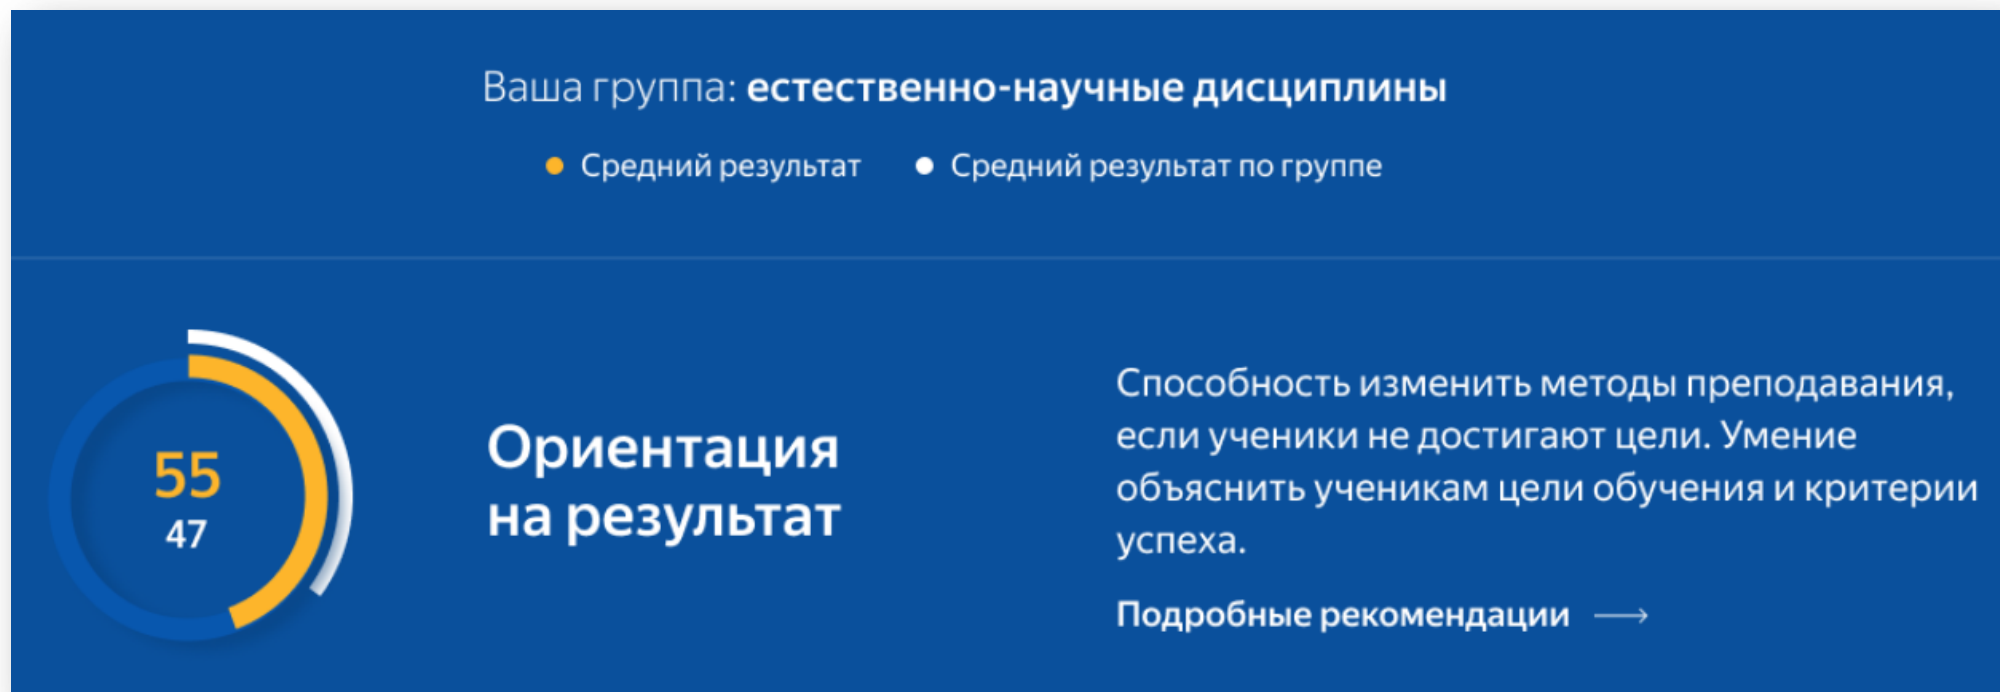 Ваша группа: естественно-научные дисциплины
Средний результат Средний результат по группе
55
47
Ориентация
на результат
Способность изменить методы преподавания,
если ученики не достигают цели. Умение
объяснить ученикам цели обучения и критерии
успеха.
Подробные рекомендации →